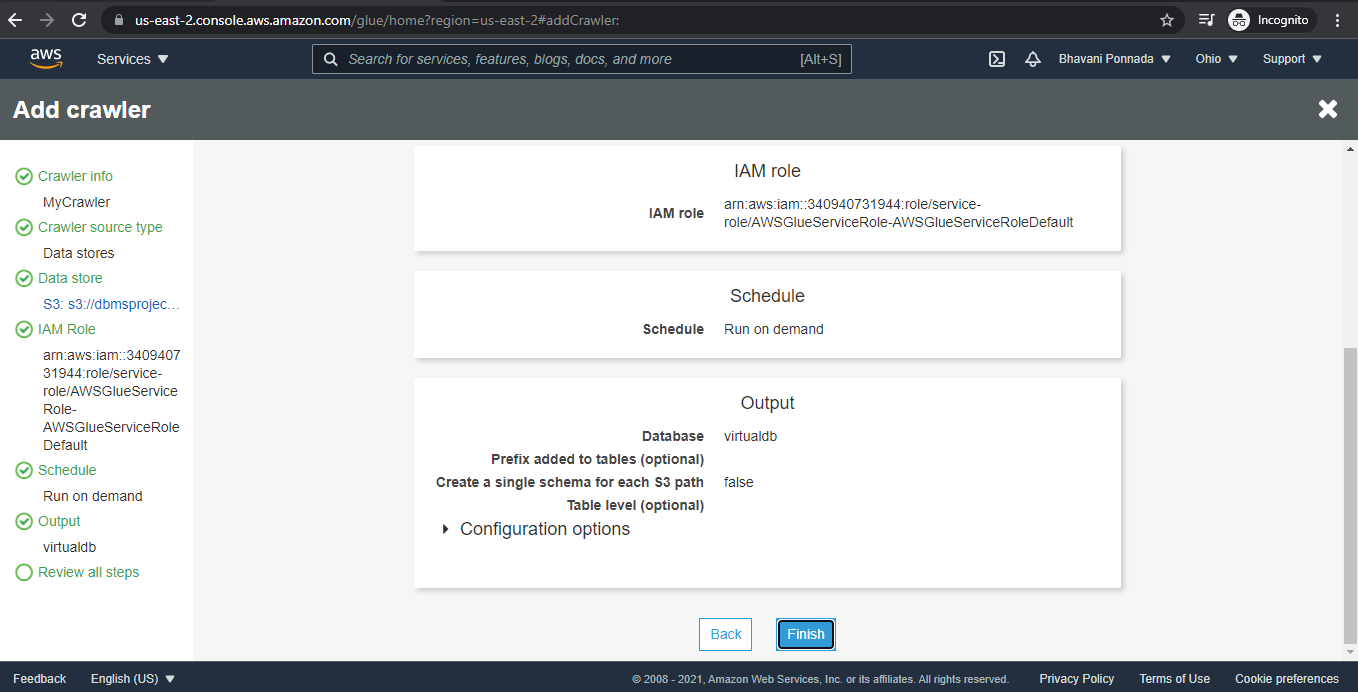 us-east-2.console.aws.amazon.com/glue/home?region=us-east-2#addCrawler:
Incognito
aws
Services
Search for services, features, blogs, docs, and more
[Alt+S]
Bhavani Ponnada
Ohio
Support
Add crawler
Crawler info
MyCrawler
Crawler source type
Data stores
Data store
S3: s3://dbmsprojec...
IAM Role
arn:aws:iam::3409407
31944:role/service-
role/AWSGlueService
Role-
AWSGlueServiceRole
Default
Schedule
Run on demand
Output
virtualdb
Review all steps
IAM role
IAM role
arn:aws:iam::340940731944:role/service-
role/AWSGlueServiceRole-AWSGlueServiceRoleDefault
Schedule
Schedule Run on demand
Output
Database virtualdb
Prefix added to tables (optional)
Create a single schema for each S3 path false
Table level (optional)
Configuration options
Back
Finish
Feedback
English (US)
© 2008 - 2021, Amazon Web Services, Inc. or its affiliates. All rights reserved.
Privacy Policy
Terms of Use
Cookie preferences